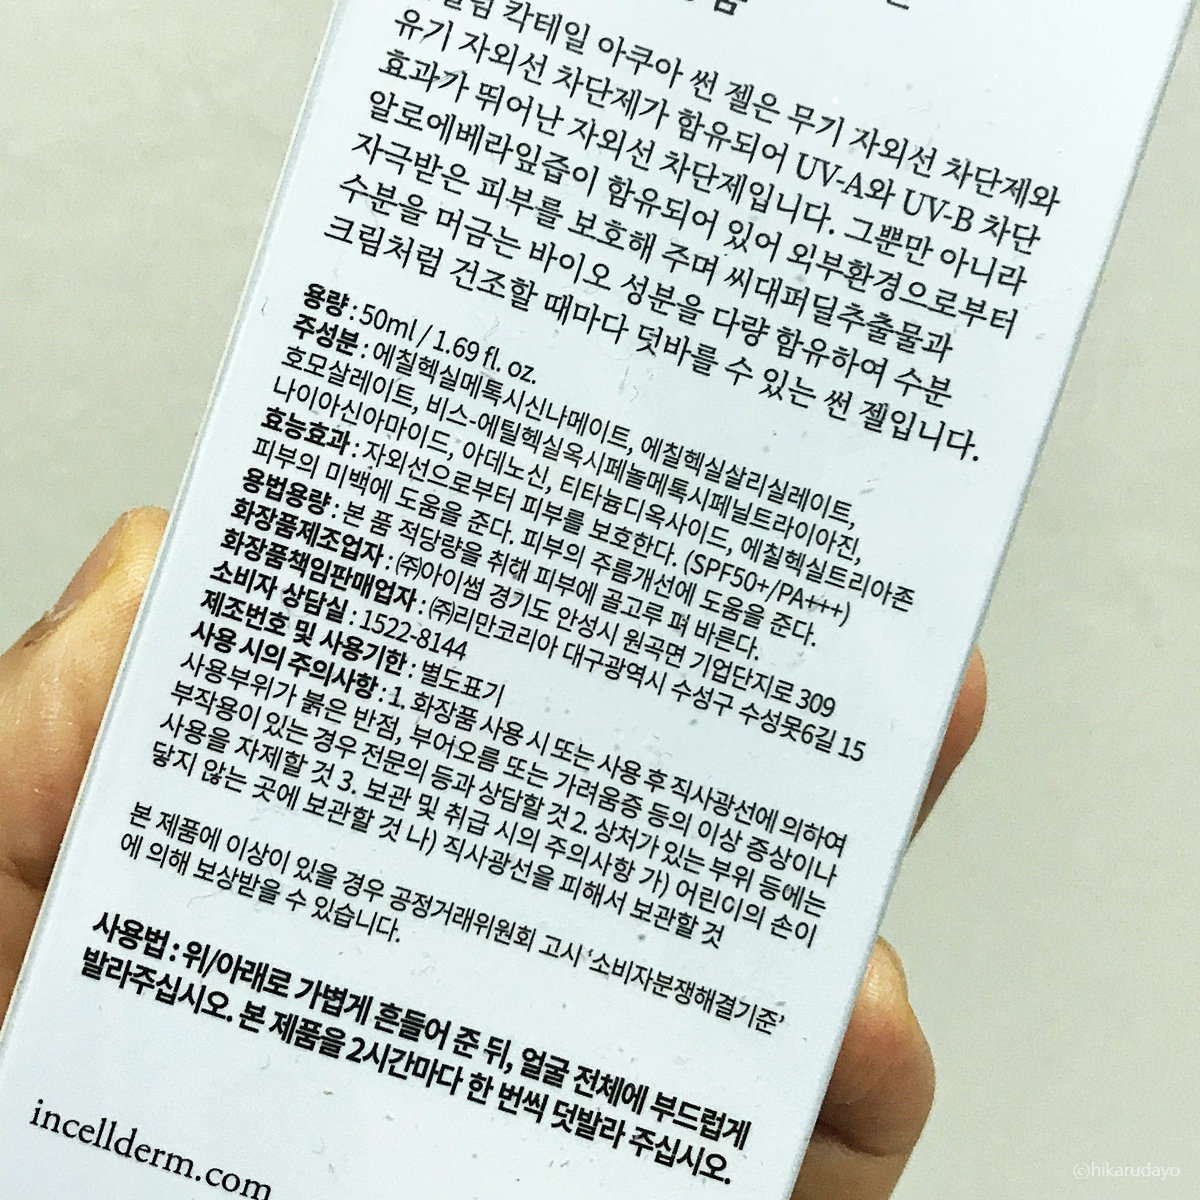 칵테일 아쿠아 썬 젤은 무기 자외선 차단제와
유기 자외선 차단제가 함유되어 UV-A와 UV-B 차단
효과가 뛰어난 자외선 차단제입니다. 그뿐만 아니라
알로에베라잎즙이 함유되어 있어 외부환경으로부터
자극받은 피부를 보호해 주며 씨대퍼딜추출물과
수분을 머금는 바이오 성분을 다량 함유하여 수분
크림처럼 건조할 때마다 덧바를 수 있는 썬 젤입니다.
용량 : 50ml / 1.69 fl. oz.
주성분 : 에칠헥실메톡시신나메이트, 에칠헥실살리실레이트,
호모살레이트, 비스-에틸헥실옥시페놀메톡시페닐트라이아진,
나이아신아마이드, 아데노신, 티타늄디옥사이드, 에칠헥실트리아존
효능효과 : 자외선으로부터 피부를 보호한다. (SPF50+/PA+++)
피부의 미백에 도움을 준다. 피부의 주름개선에 도움을 준다.
용법용량 : 본 품 적당량을 취해 피부에 골고루 펴 바른다.
화장품제조업자 : ㈜아이썸 경기도 안성시 원곡면 기업단지로 309
화장품책임판매업자 : ㈜리만코리아 대구광역시 수성구 수성못6길 15
소비자 상담실 : 1522-8144
제조번호 및 사용기한 : 별도표기
사용 시의 주의사항 : 1. 화장품 사용 시 또는 사용 후 직사광선에 의하여
사용부위가 붉은 반점, 부어오름 또는 가려움증 등의 이상 증상이나
부작용이 있는 경우 전문의 등과 상담할 것 2. 상처가 있는 부위 등에는
사용을 자제할 것 3. 보관 및 취급 시의 주의사항 가) 어린이의 손이
닿지 않는 곳에 보관할 것 나) 직사광선을 피해서 보관할 것
본 제품에 이상이 있을 경우 공정거래위원회 고시 ‘소비자분쟁해결기준’
에 의해 보상받을 수 있습니다.
사용법 : 위/아래로 가볍게 흔들어 준 뒤, 얼굴 전체에 부드럽게
발라주십시오. 본 제품을 2시간마다 한 번씩 덧발라 주십시오.
incellderm.com
©hikarudayo